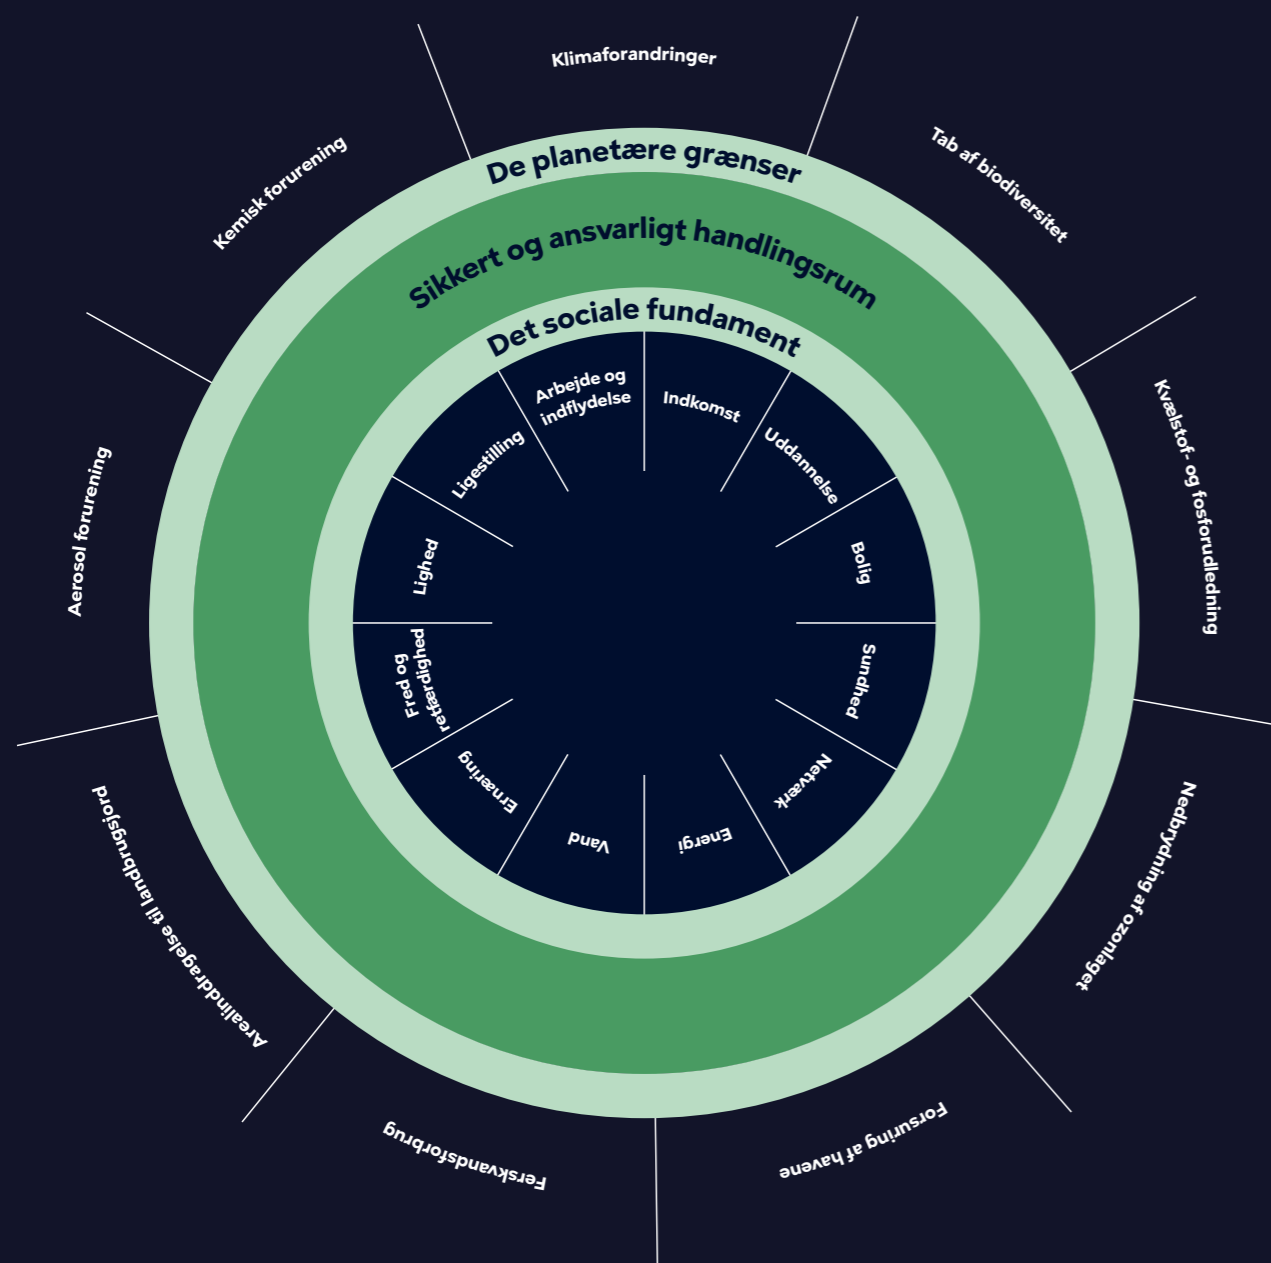 Klimaforandringer
Tab af biodiversitet
Kvælstof- og fosforudledning
Nedbrydning af ozonlaget
Forsuring af havene
Ferskvandsforbrug
Arealinddragelse til landbrugsjord
Aerosol forurening
Kemisk forurening
De planetære grænser
Sikkert og ansvarligt handlingsrum
Det sociale fundament
Indkomst
Uddannelse
Bolig
Sundhed
Netværk
Energi
Vand
Ernæring
Fred og
retfærdighed
Lighed
Ligestilling
Arbejde og
indflydelse